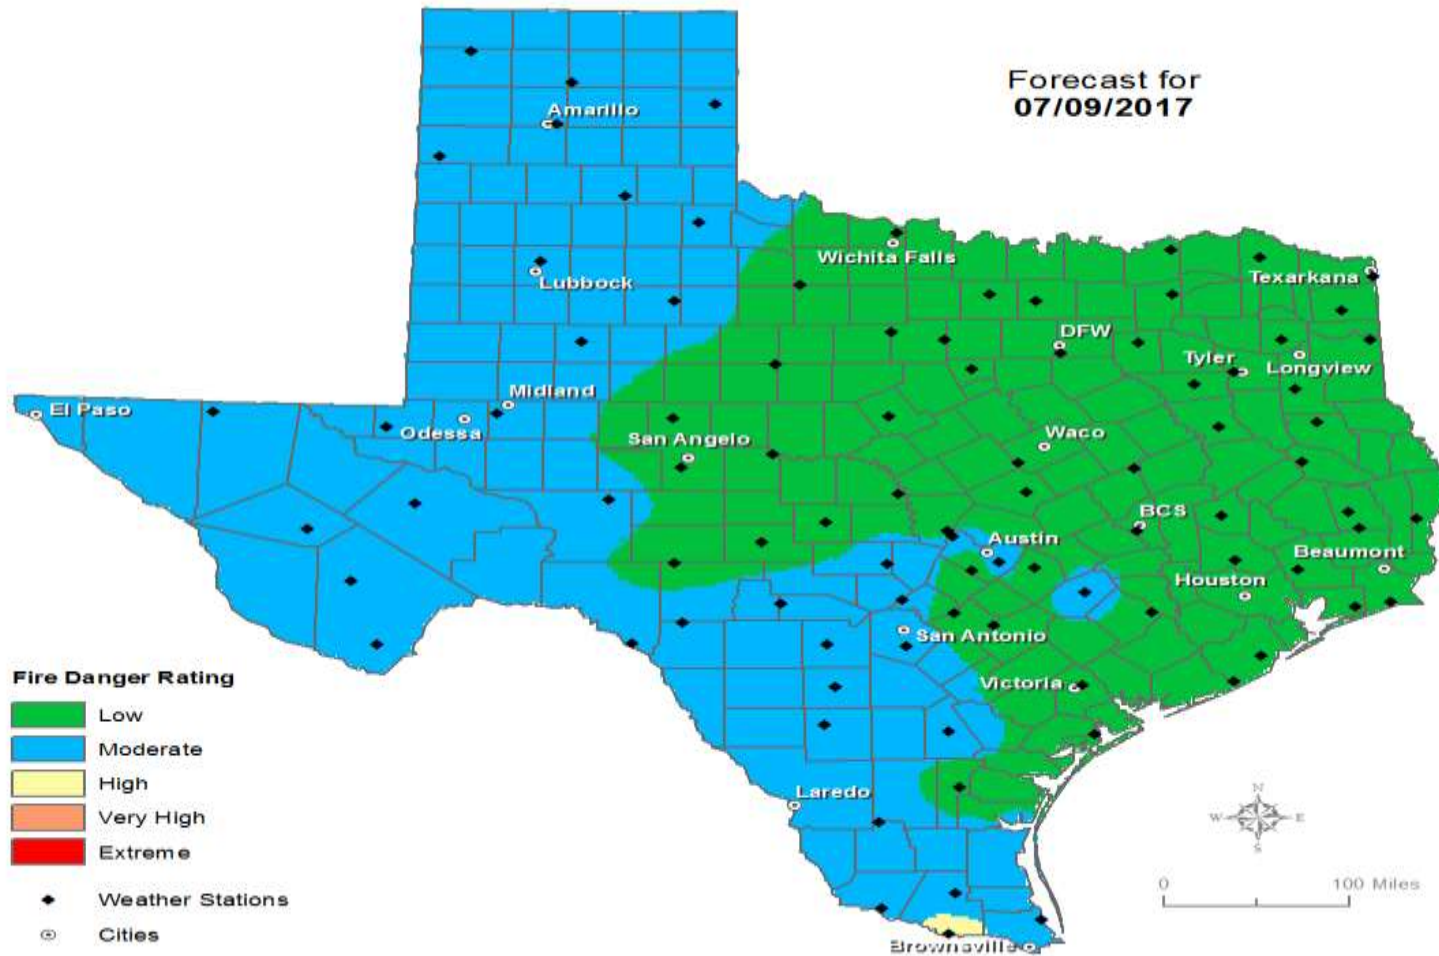 Forecast for
07/09/2017
Amarillo
Wichita Falls
Texarkana
Lubbock
DFW
Tyler
Longview
Midland
El Paso
Odessa
San Angelo
Waco
BCS
Austin
Beaumont
Houston
San Antonio
Victoria
Laredo
Brownsville
Fire Danger Rating
Low
Moderate
High
Very High
Extreme
Weather Stations
Cities
N
W E
S
0 100 Miles